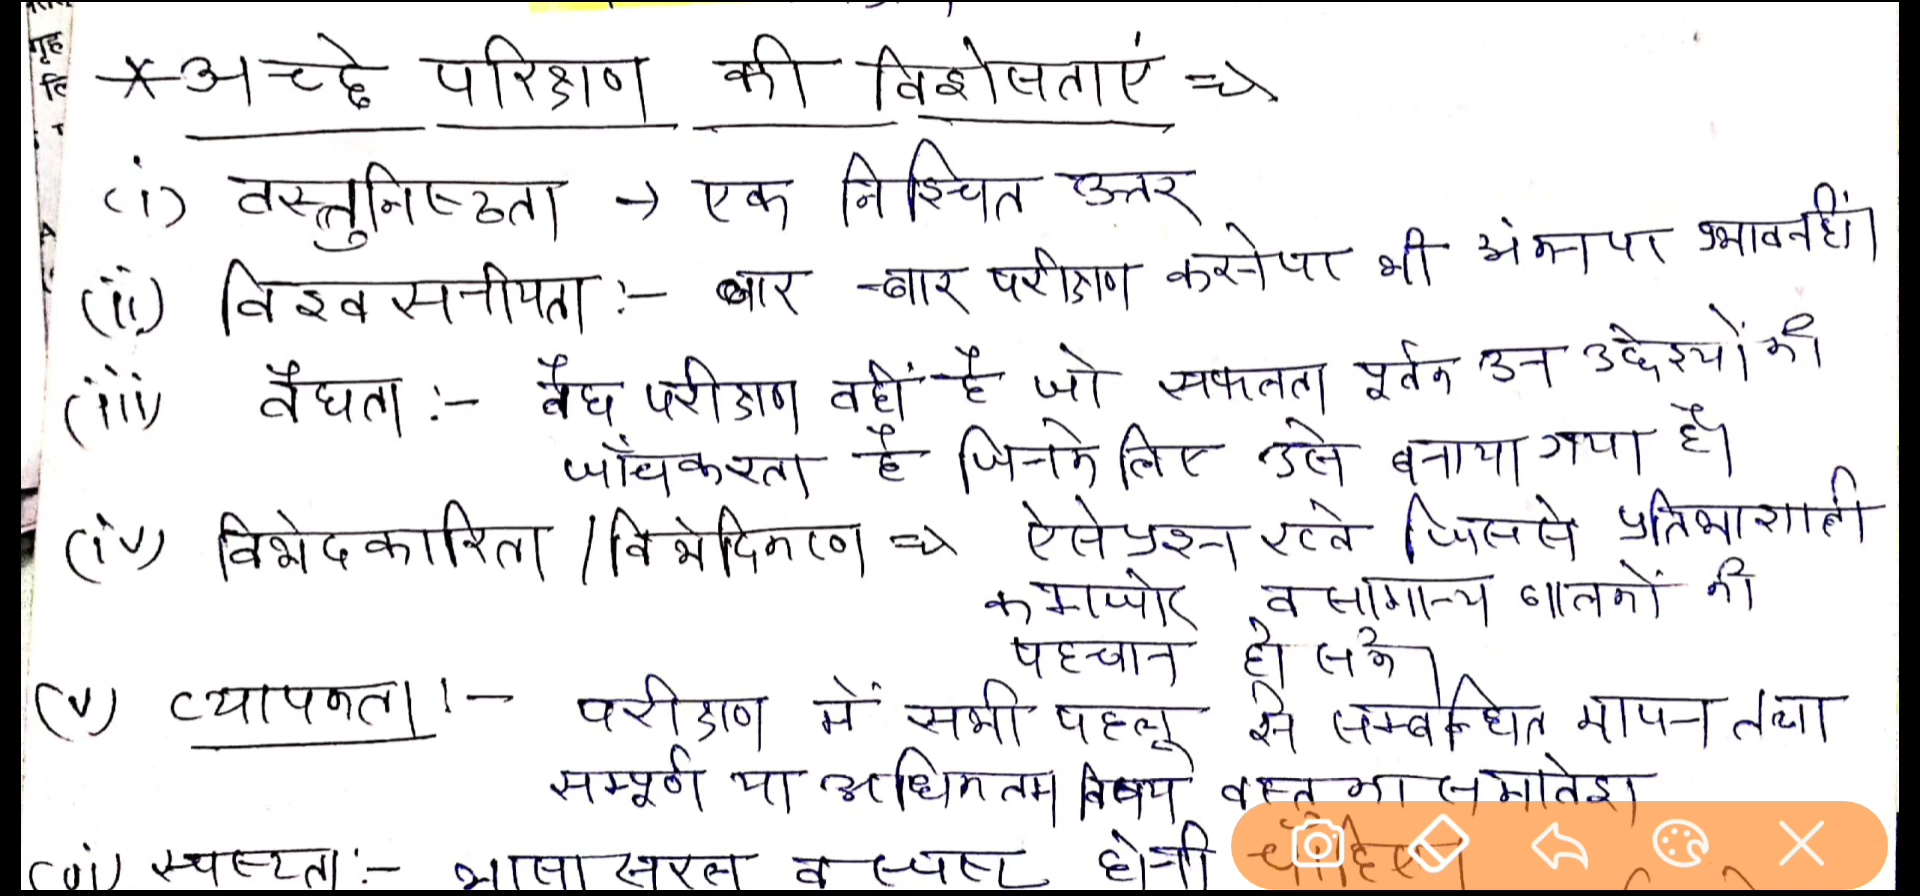 गृह
* अच्छे परिक्षण की विशेषताएं ⇒
(i) वस्तुनिष्ठता → एक निश्चित उत्तर
(ii) विश्वसनीयता :- बार -बार परीक्षण करनेपर भी अंकन पर प्रभाव नहीं।
(iii) वैधता :- वैध परीक्षण वहीं है जो सफलता पूर्वक उन उद्देश्यों की
जाँच करता है जिनके लिए उसे बनाया गया है।
(iv) विभेदकारिता / विभेदिकरण ⇒ ऐसे प्रश्न रखे जिससे प्रतिभाशाली
कमजोर व सामान्य बालकों की
पहचान हो सके।
(v) व्यापकता :- परीक्षण में सभी पहलू से सम्बन्धित मापन तथा
सम्पूर्ण या अधिकतम विषय वस्तु का समावेश
(vi) स्पष्टता :- भाषा सरल व स्पष्ट होनी चाहिए।